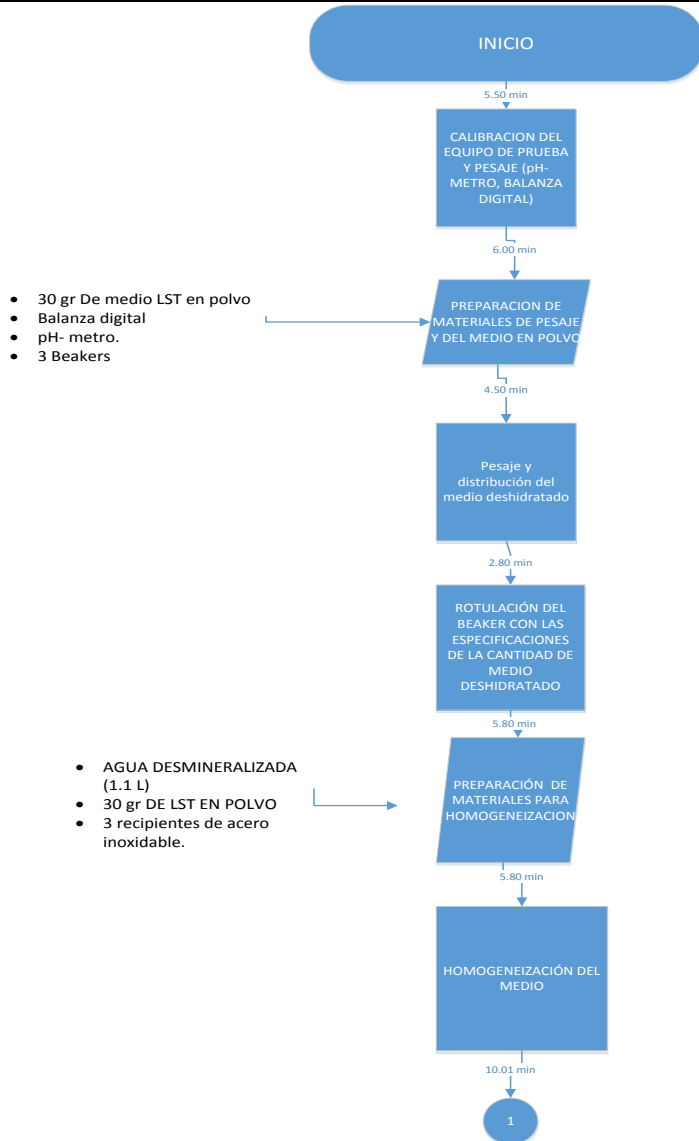 INICIO
5.50 min
CALIBRACION DEL
EQUIPO DE PRUEBA
Y PESAJE (pH-
METRO, BALANZA
DIGITAL)
6.00 min
• 30 gr De medio LST en polvo
• Balanza digital
• pH- metro.
• 3 Beakers
PREPARACION DE
MATERIALES DE PESAJE
Y DEL MEDIO EN POLVO
4.50 min
Pesaje y
distribución del
medio deshidratado
2.80 min
ROTULACIÓN DEL
BEAKER CON LAS
ESPECIFICACIONES
DE LA CANTIDAD DE
MEDIO
DESHIDRATADO
5.80 min
• AGUA DESMINERALIZADA
(1.1 L)
• 30 gr DE LST EN POLVO
• 3 recipientes de acero
inoxidable.
PREPARACIÓN DE
MATERIALES PARA
HOMOGENEIZACION
5.80 min
HOMOGENEIZACIÓN DEL
MEDIO
10.01 min
1